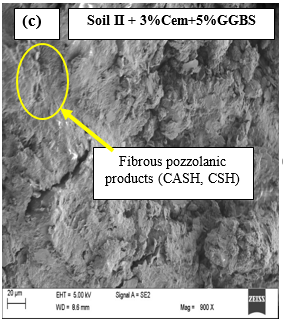 (c)
Soil II + 3%Cem+5%GGBS
Fibrous pozzolanic
products (CASH, CSH)
20 µm
EHT = 5.00 kV
Signal A = SE2
WD = 8.6 mm
Mag = 900 X
ZEISS